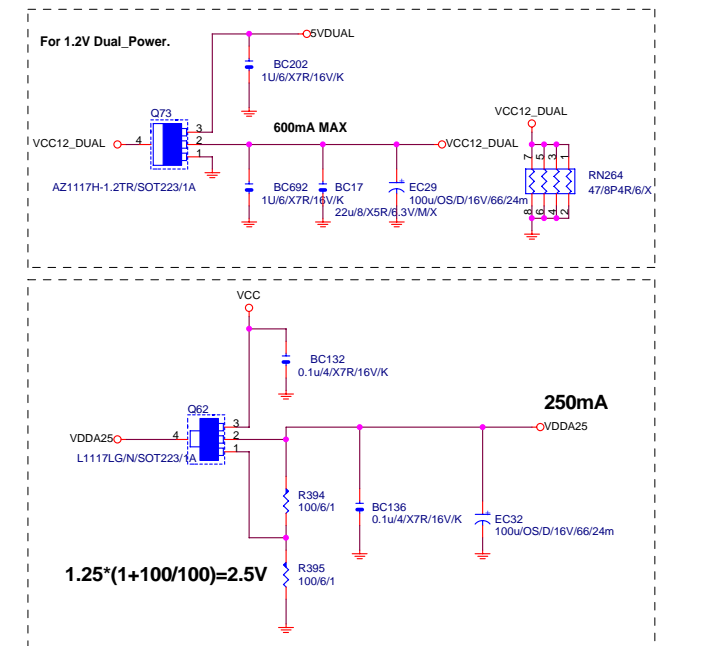 For 1.2V Dual_Power.
5VDUAL
BC202
1U/6/X7R/16V/K
Q73
VCC12_DUAL
4
3
2
1
600mA MAX
VCC12_DUAL
AZ1117H-1.2TR/SOT223/1A
BC692
1U/6/X7R/16V/K
BC17
22u/8/X5R/6.3V/M/X
EC29
100u/OS/D/16V/66/24m
VCC12_DUAL
7
5
3
1
RN264
47/8P4R/6/X
8
6
4
2
VCC
BC132
0.1u/4/X7R/16V/K
Q62
VDDA25
4
3
2
1
L1117LG/N/SOT223/1A
250mA
VDDA25
R394
100/6/1
BC136
0.1u/4/X7R/16V/K
EC32
100u/OS/D/16V/66/24m
R395
100/6/1
1.25*(1+100/100)=2.5V